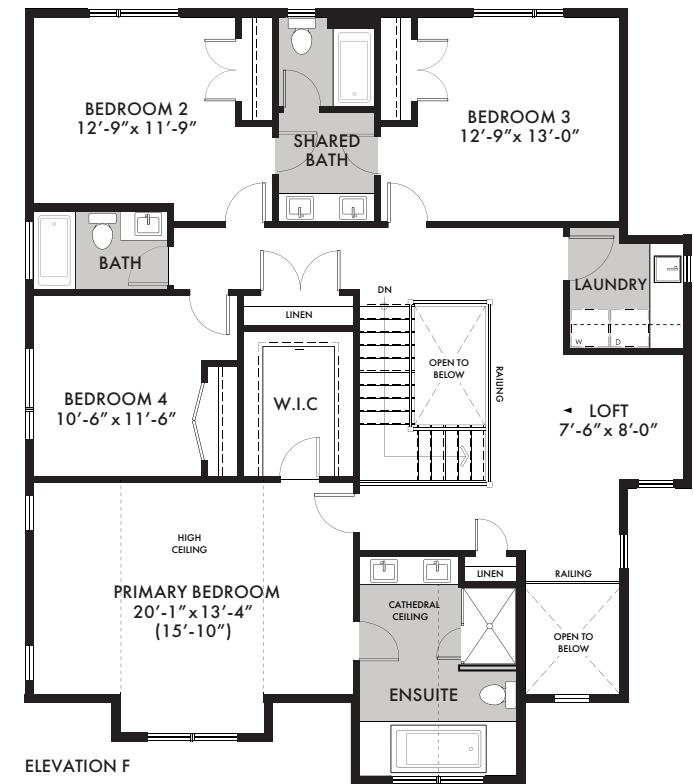 BEDROOM 2
12'-9" x 11'-9"
BEDROOM 3
12'-9" x 13'-0"
SHARED
BATH
BATH
LAUNDRY
W
D
LINEN
DN
OPEN TO
BELOW
RAILING
W.I.C
BEDROOM 4
10'-6" x 11'-6"
LOFT
7'-6" x 8'-0"
HIGH
CEILING
PRIMARY BEDROOM
20'-1" x 13'-4"
(15'-10")
LINEN
CATHEDRAL
CEILING
RAILING
OPEN TO
BELOW
ENSUITE
ELEVATION F